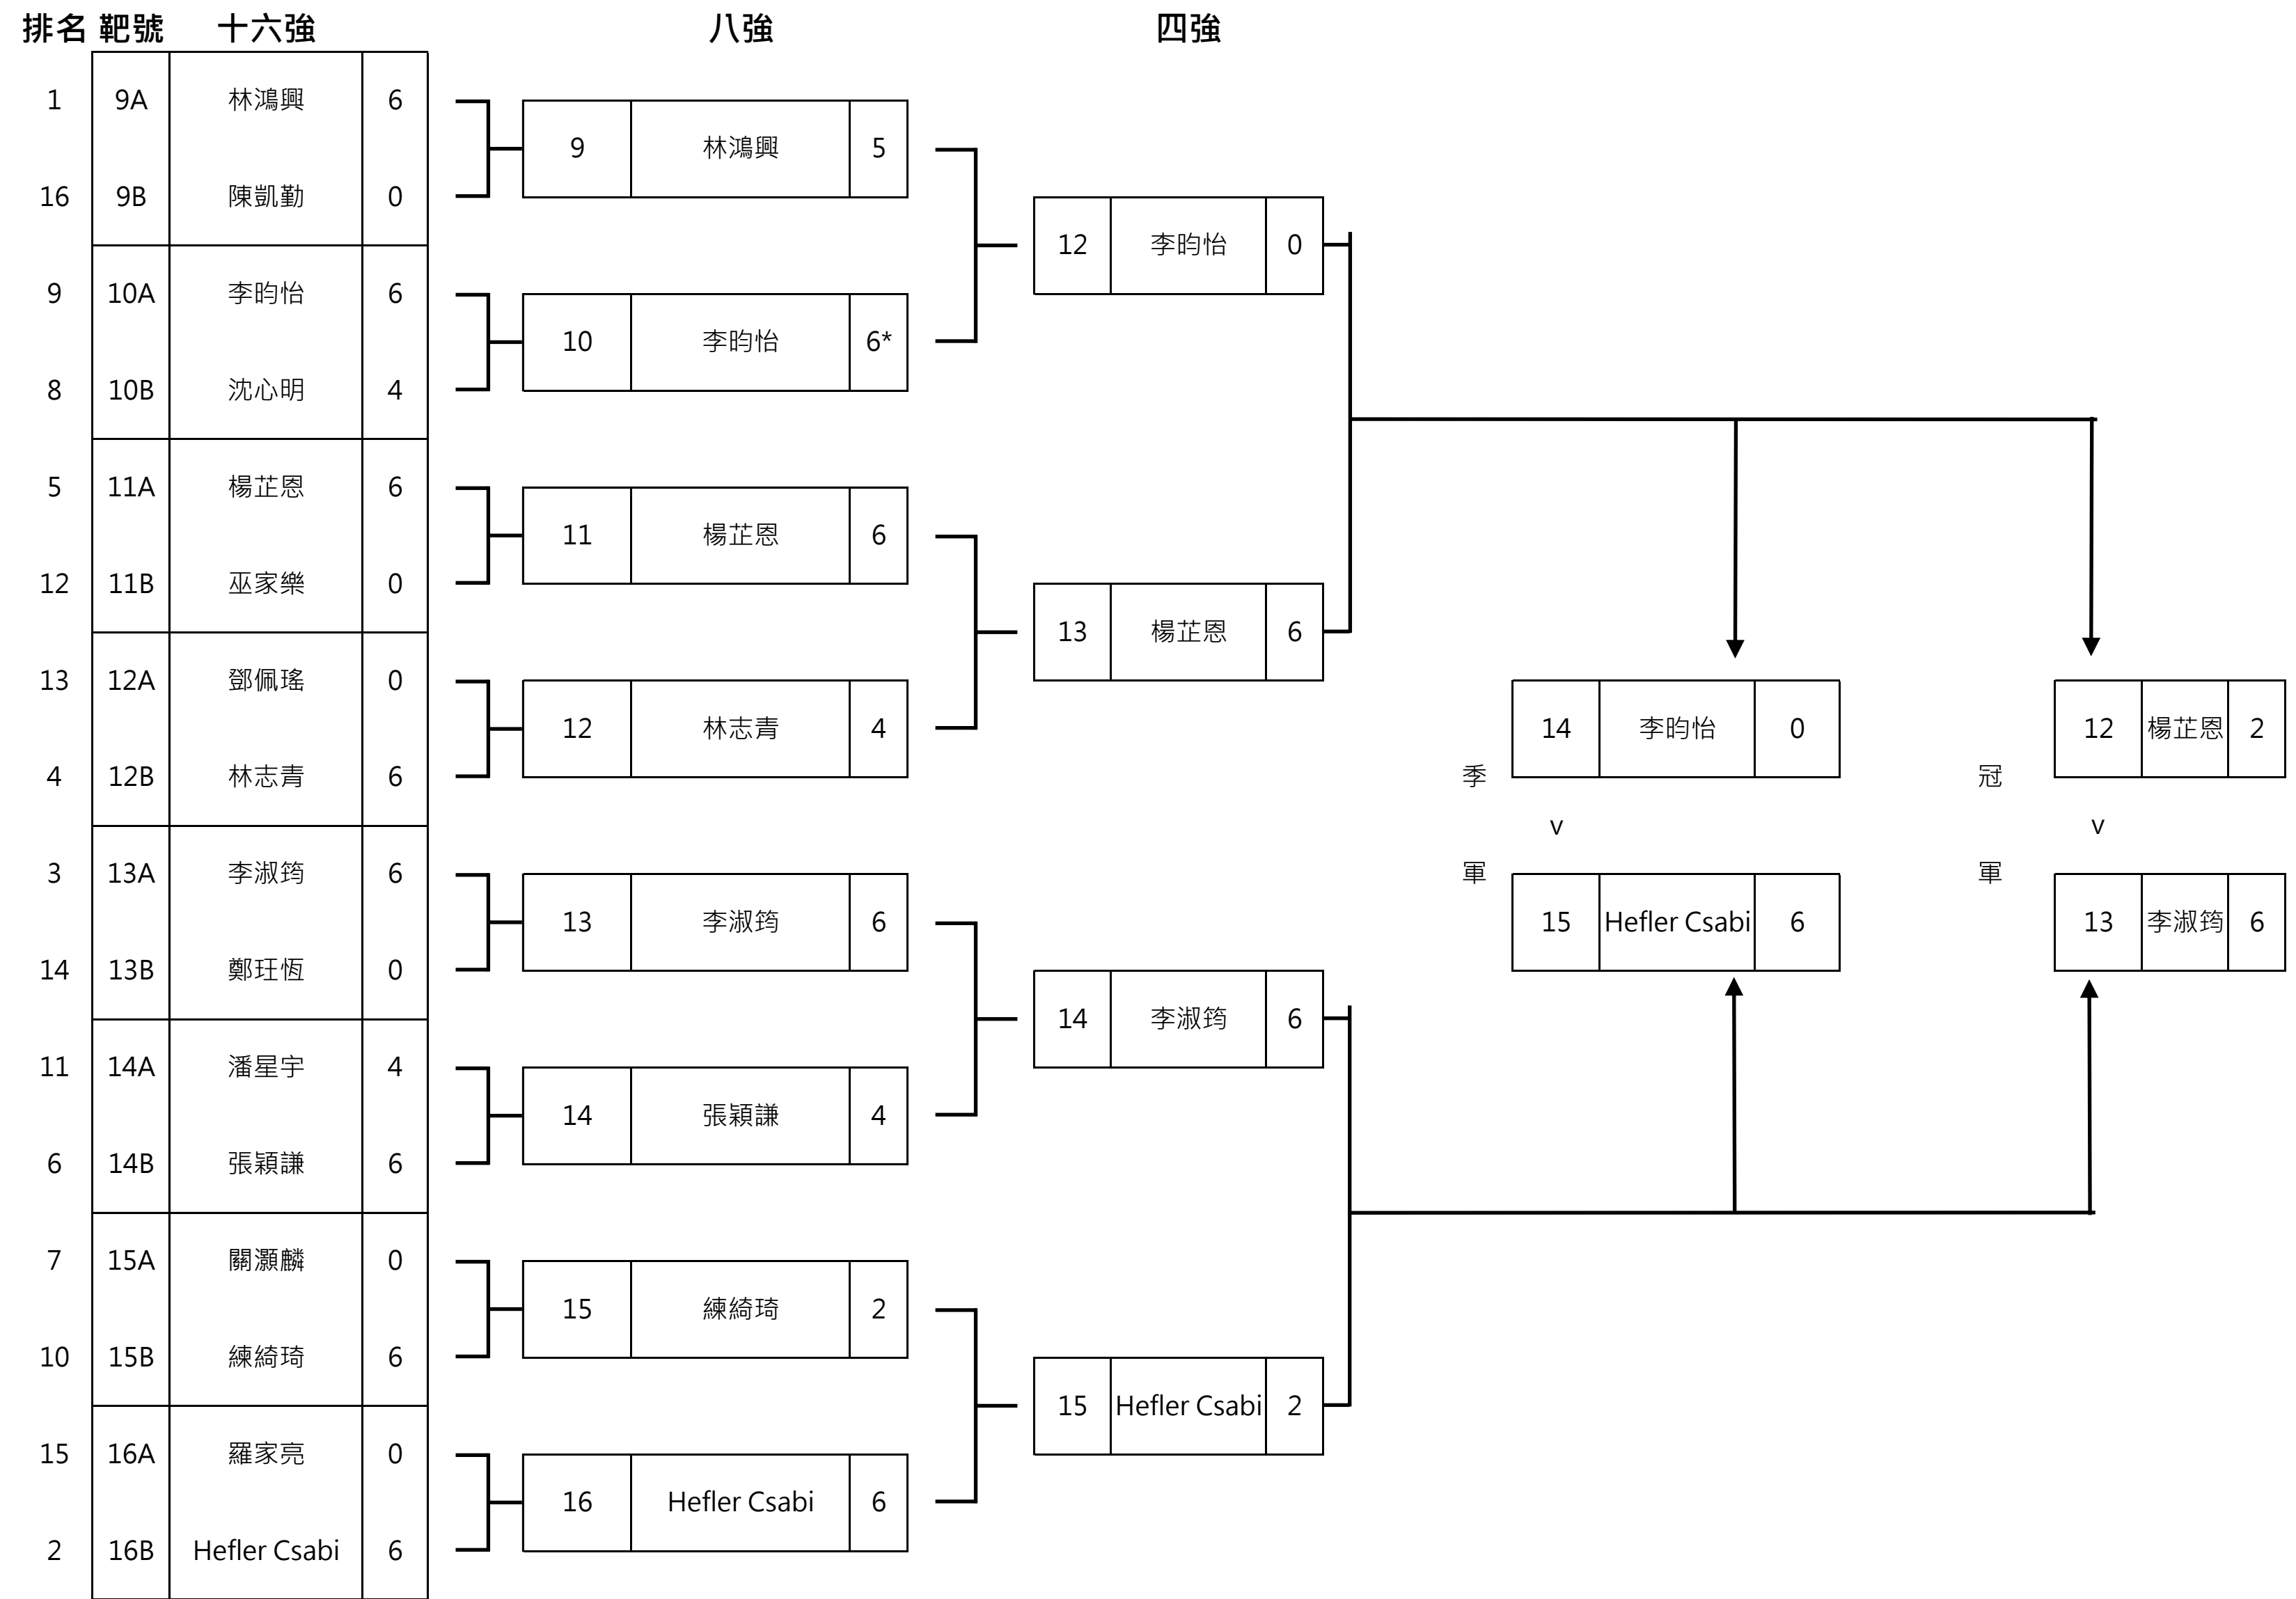 排名 靶號 十六強 八強 四強
1 9A 林鴻興 6
9 林鴻興 5
16 9B 陳凱勤 0
12 李昀怡 0
9 10A 李昀怡 6
10 李昀怡 6*
8 10B 沈心明 4
5 11A 楊芷恩 6
11 楊芷恩 6
12 11B 巫家樂 0
13 楊芷恩 6
13 12A 鄧佩瑤 0
12 林志青 4 14 李昀怡 0 12 楊芷恩 2
4 12B 林志青 6 季 冠
v v
3 13A 李淑筠 6 軍 軍
13 李淑筠 6 15 Hefler Csabi 6 13 李淑筠 6
14 13B 鄭玨恆 0
14 李淑筠 6
11 14A 潘星宇 4
14 張穎謙 4
6 14B 張穎謙 6
7 15A 關灝麟 0
15 練綺琦 2
10 15B 練綺琦 6
15 Hefler Csabi 2
15 16A 羅家亮 0
16 Hefler Csabi 6
2 16B Hefler Csabi 6